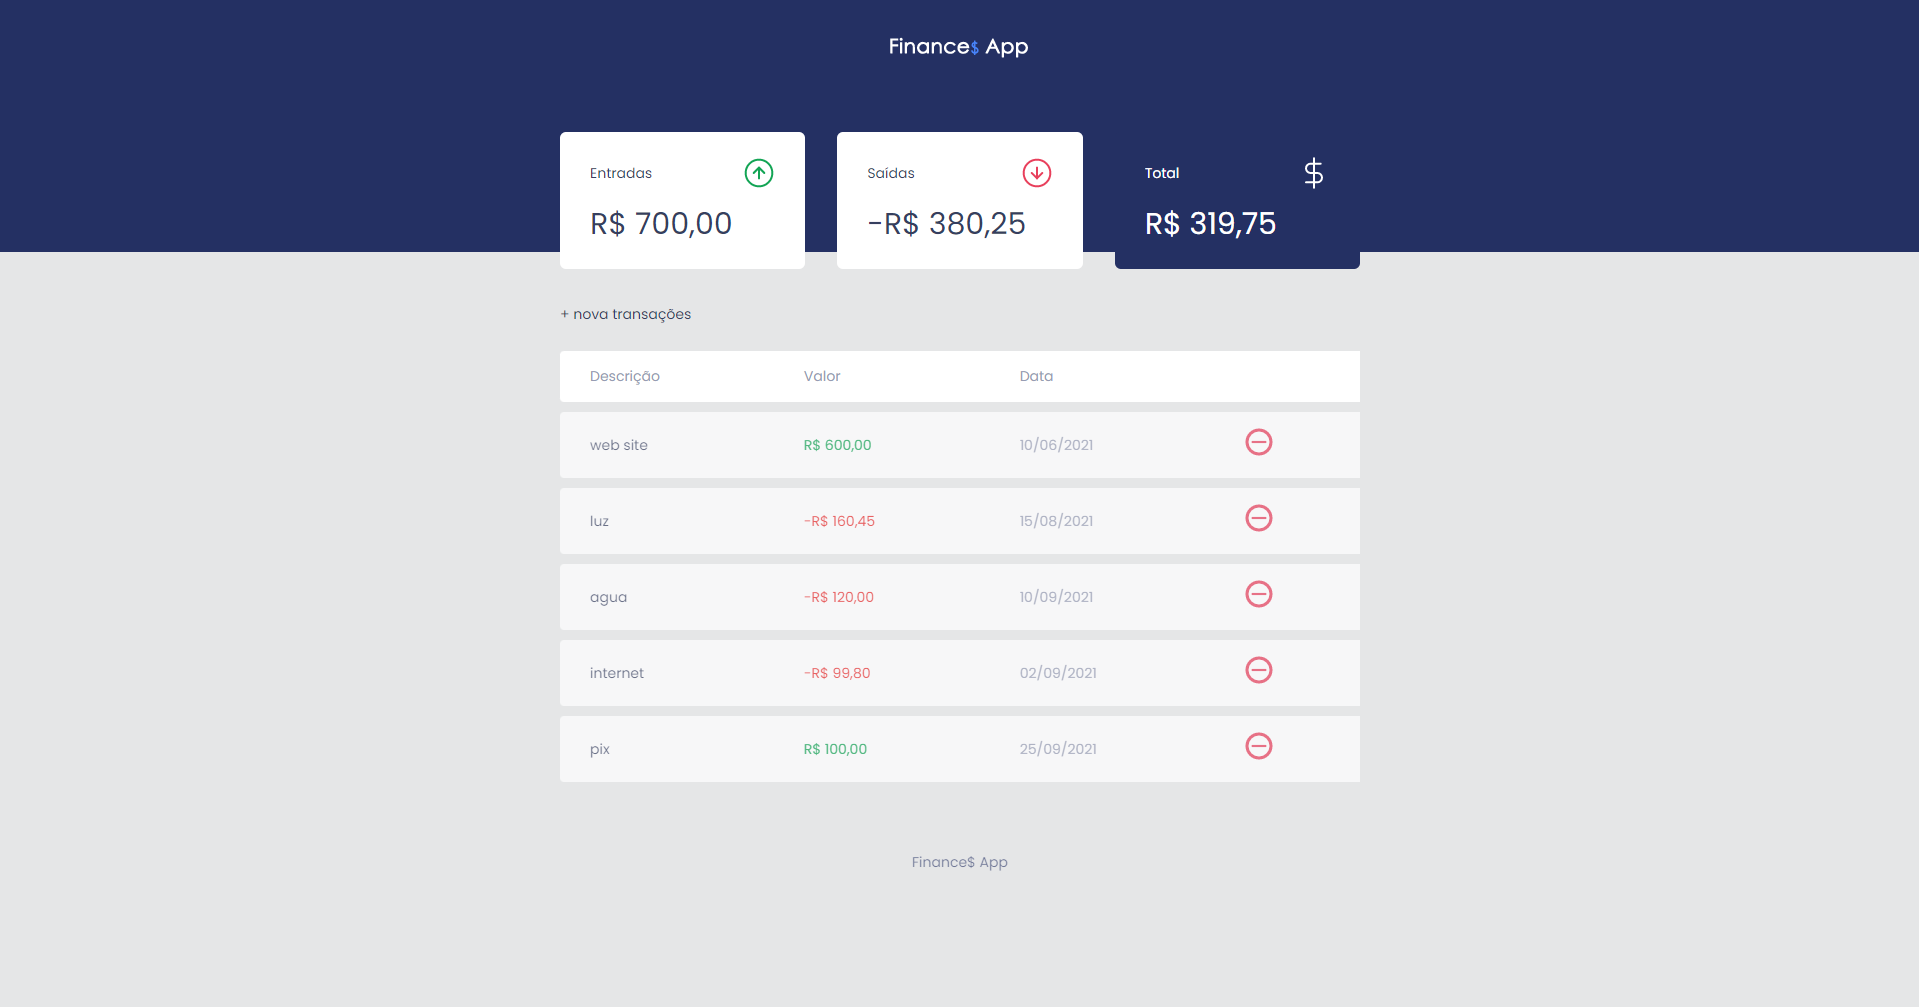 Finance$ App
Entradas
R$ 700,00
Saídas
-R$ 380,25
Total
$
R$ 319,75
+ nova transações
Descrição Valor Data
web site R$ 600,00 10/06/2021
luz -R$ 160,45 15/08/2021
agua -R$ 120,00 10/09/2021
internet -R$ 99,80 02/09/2021
pix R$ 100,00 25/09/2021
Finance$ App